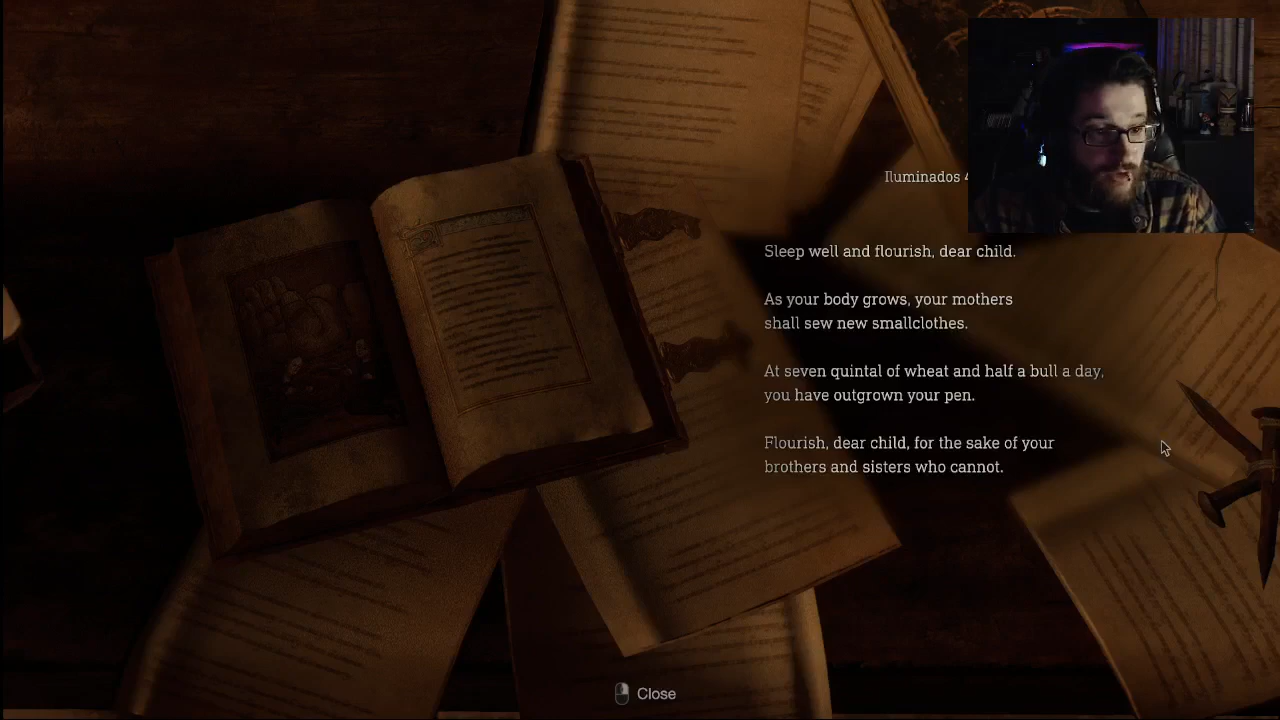 Iluminados
Sleep well and flourish, dear child.
As your body grows, your mothers
shall sew new smallclothes.
At seven quintal of wheat and half a bull a day,
you have outgrown your pen.
Flourish, dear child, for the sake of your
brothers and sisters who cannot.
Close